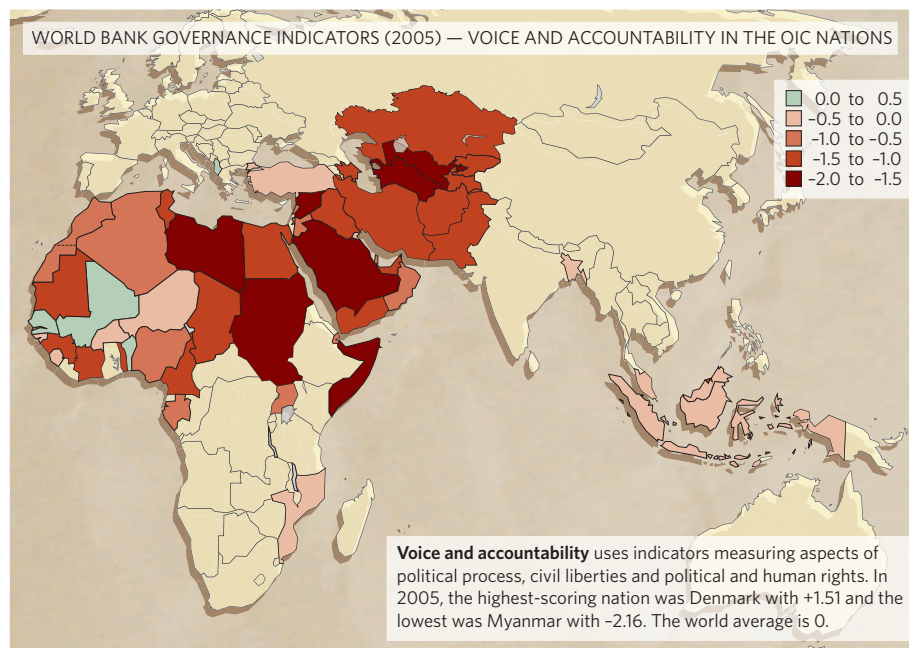 WORLD BANK GOVERNANCE INDICATORS (2005) — VOICE AND ACCOUNTABILITY IN THE OIC NATIONS
0.0 to 0.5
–0.5 to 0.0
–1.0 to –0.5
–1.5 to –1.0
–2.0 to –1.5
Voice and accountability uses indicators measuring aspects of
political process, civil liberties and political and human rights. In
2005, the highest-scoring nation was Denmark with +1.51 and the
lowest was Myanmar with –2.16. The world average is 0.